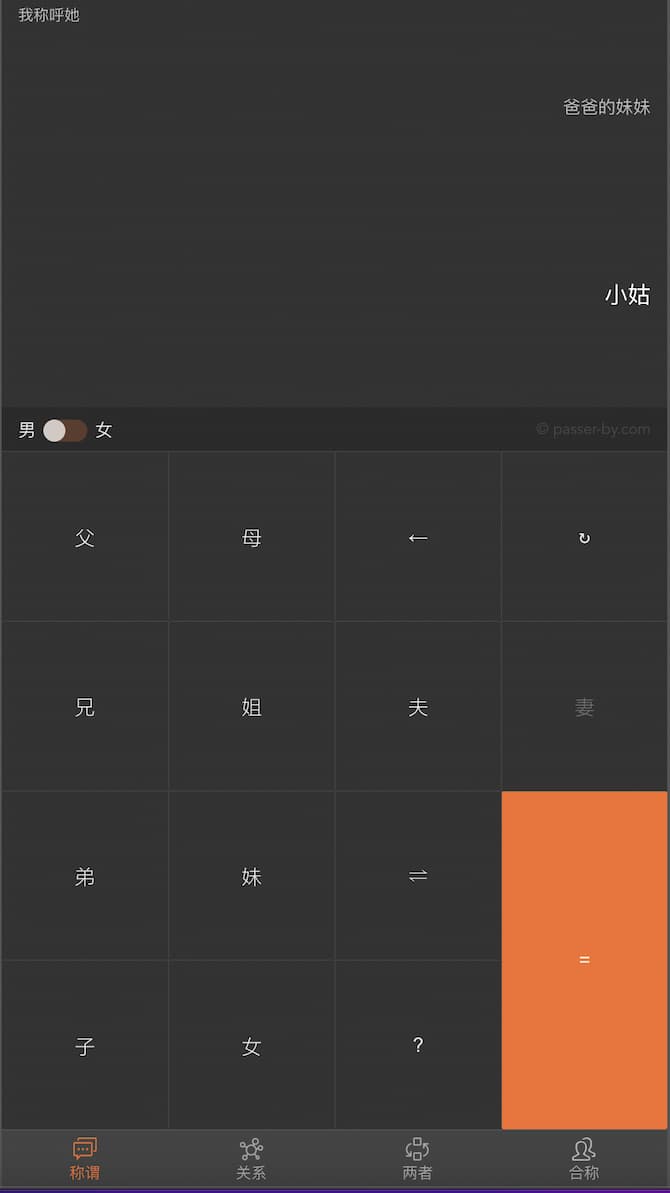 我称呼她
爸爸的妹妹
小姑
男 女 © passer-by.com
父 母 ← ↻
兄 姐 夫 妻
弟 妹 ⇌
=
子 女 ?
称谓 关系 两者 合称